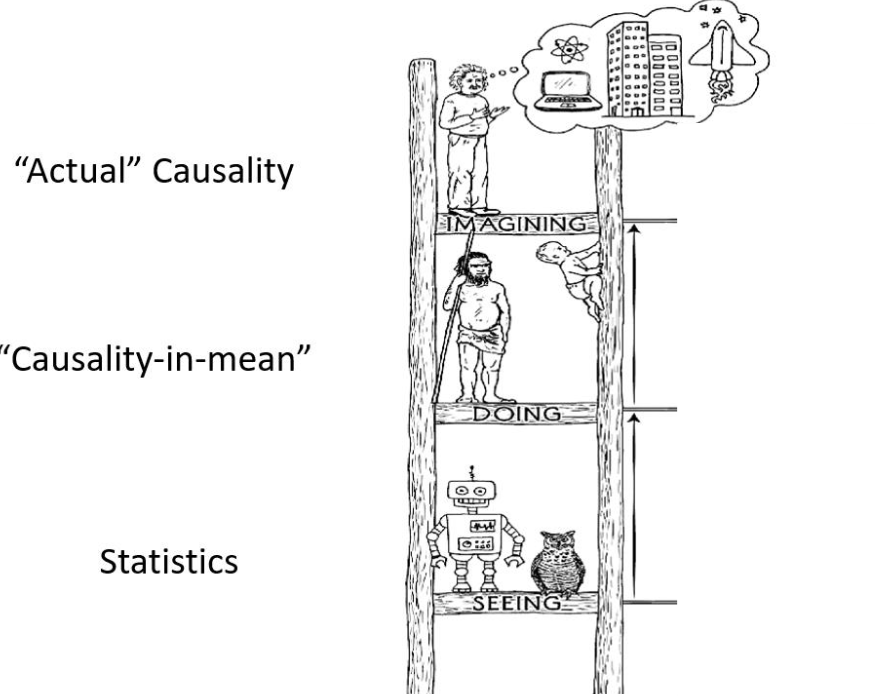 “Actual” Causality
IMAGINING
“Causality-in-mean”
DOING
Statistics
SEEING